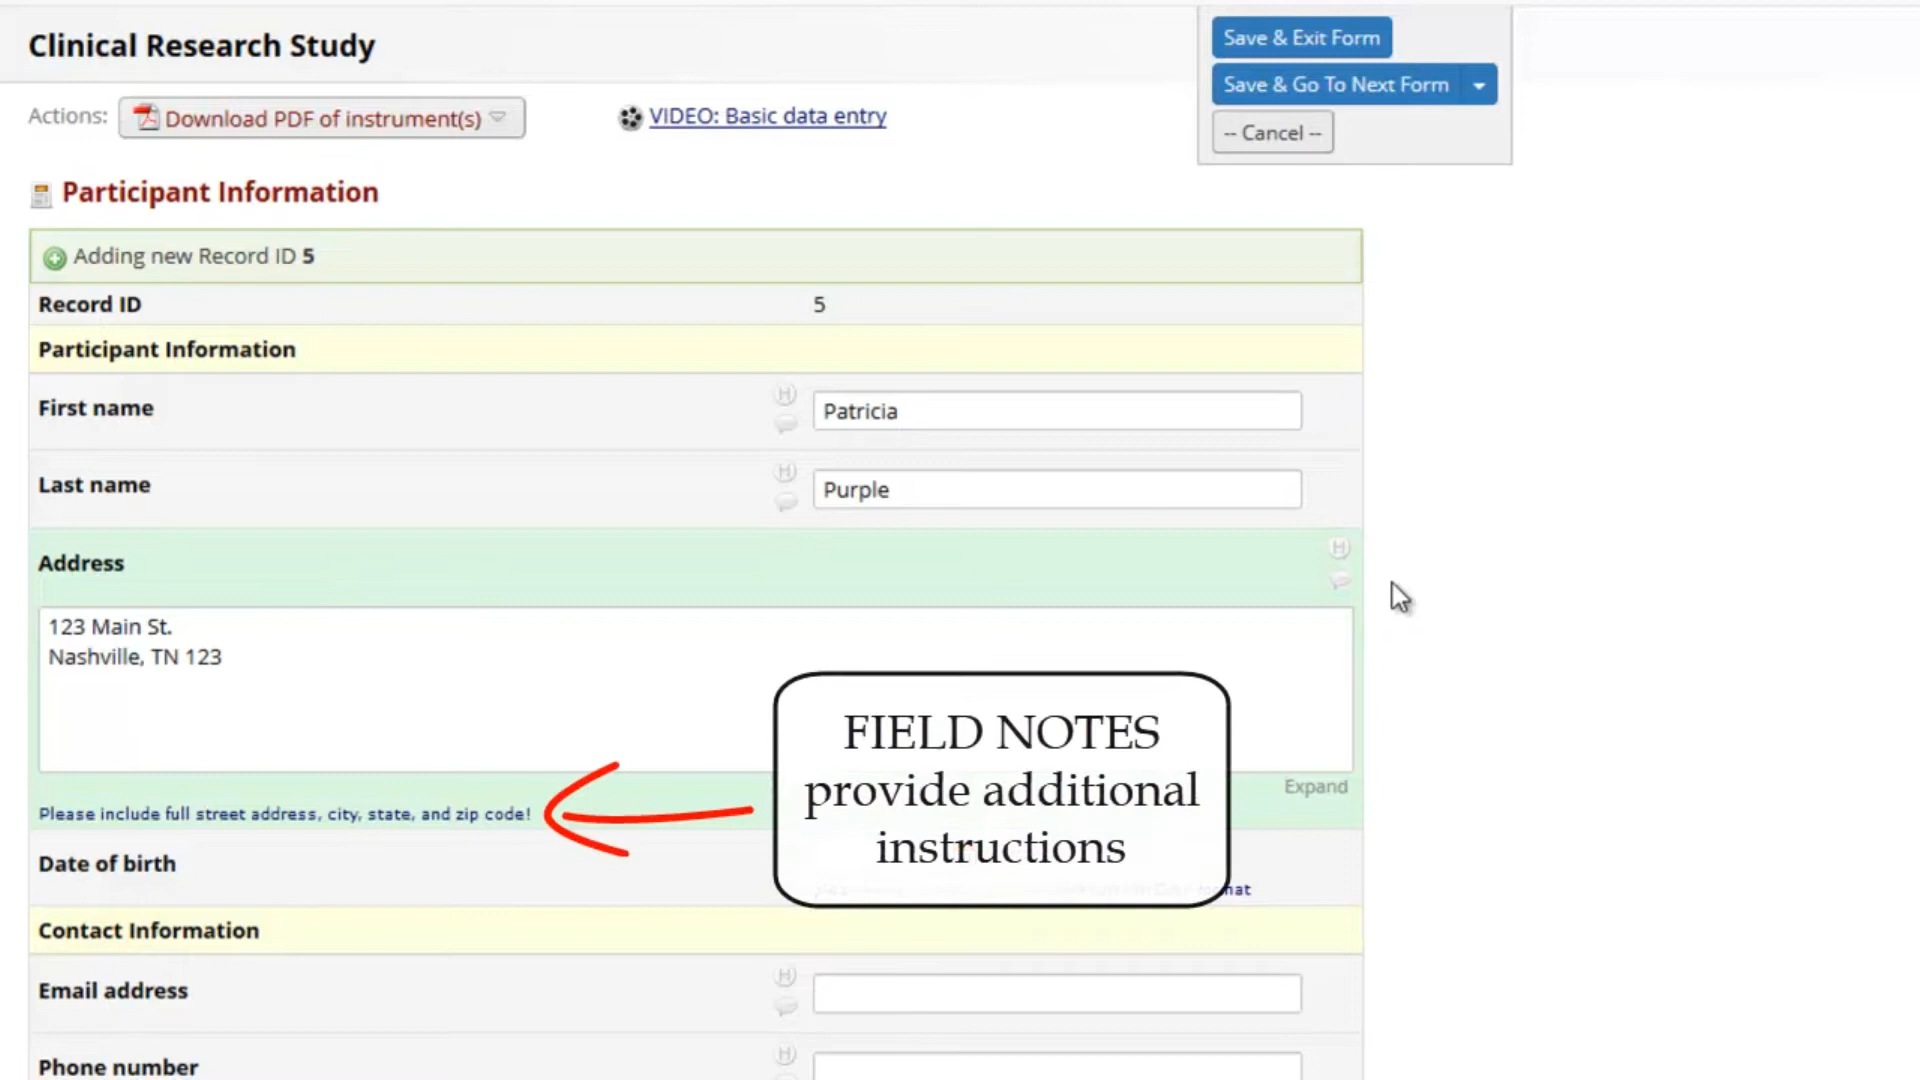 Clinical Research Study
Save & Exit Form
Save & Go To Next Form
-- Cancel --
Actions:
Download PDF of instrument(s)
VIDEO: Basic data entry
Participant Information
Adding new Record ID 5
Record ID
5
Participant Information
First name
H
Patricia
Last name
H
Purple
Address
H
123 Main St.
Nashville, TN 123
Expand
Please include full street address, city, state, and zip code!
FIELD NOTES
provide additional
instructions
Date of birth
Contact Information
Email address
H
Phone number
H